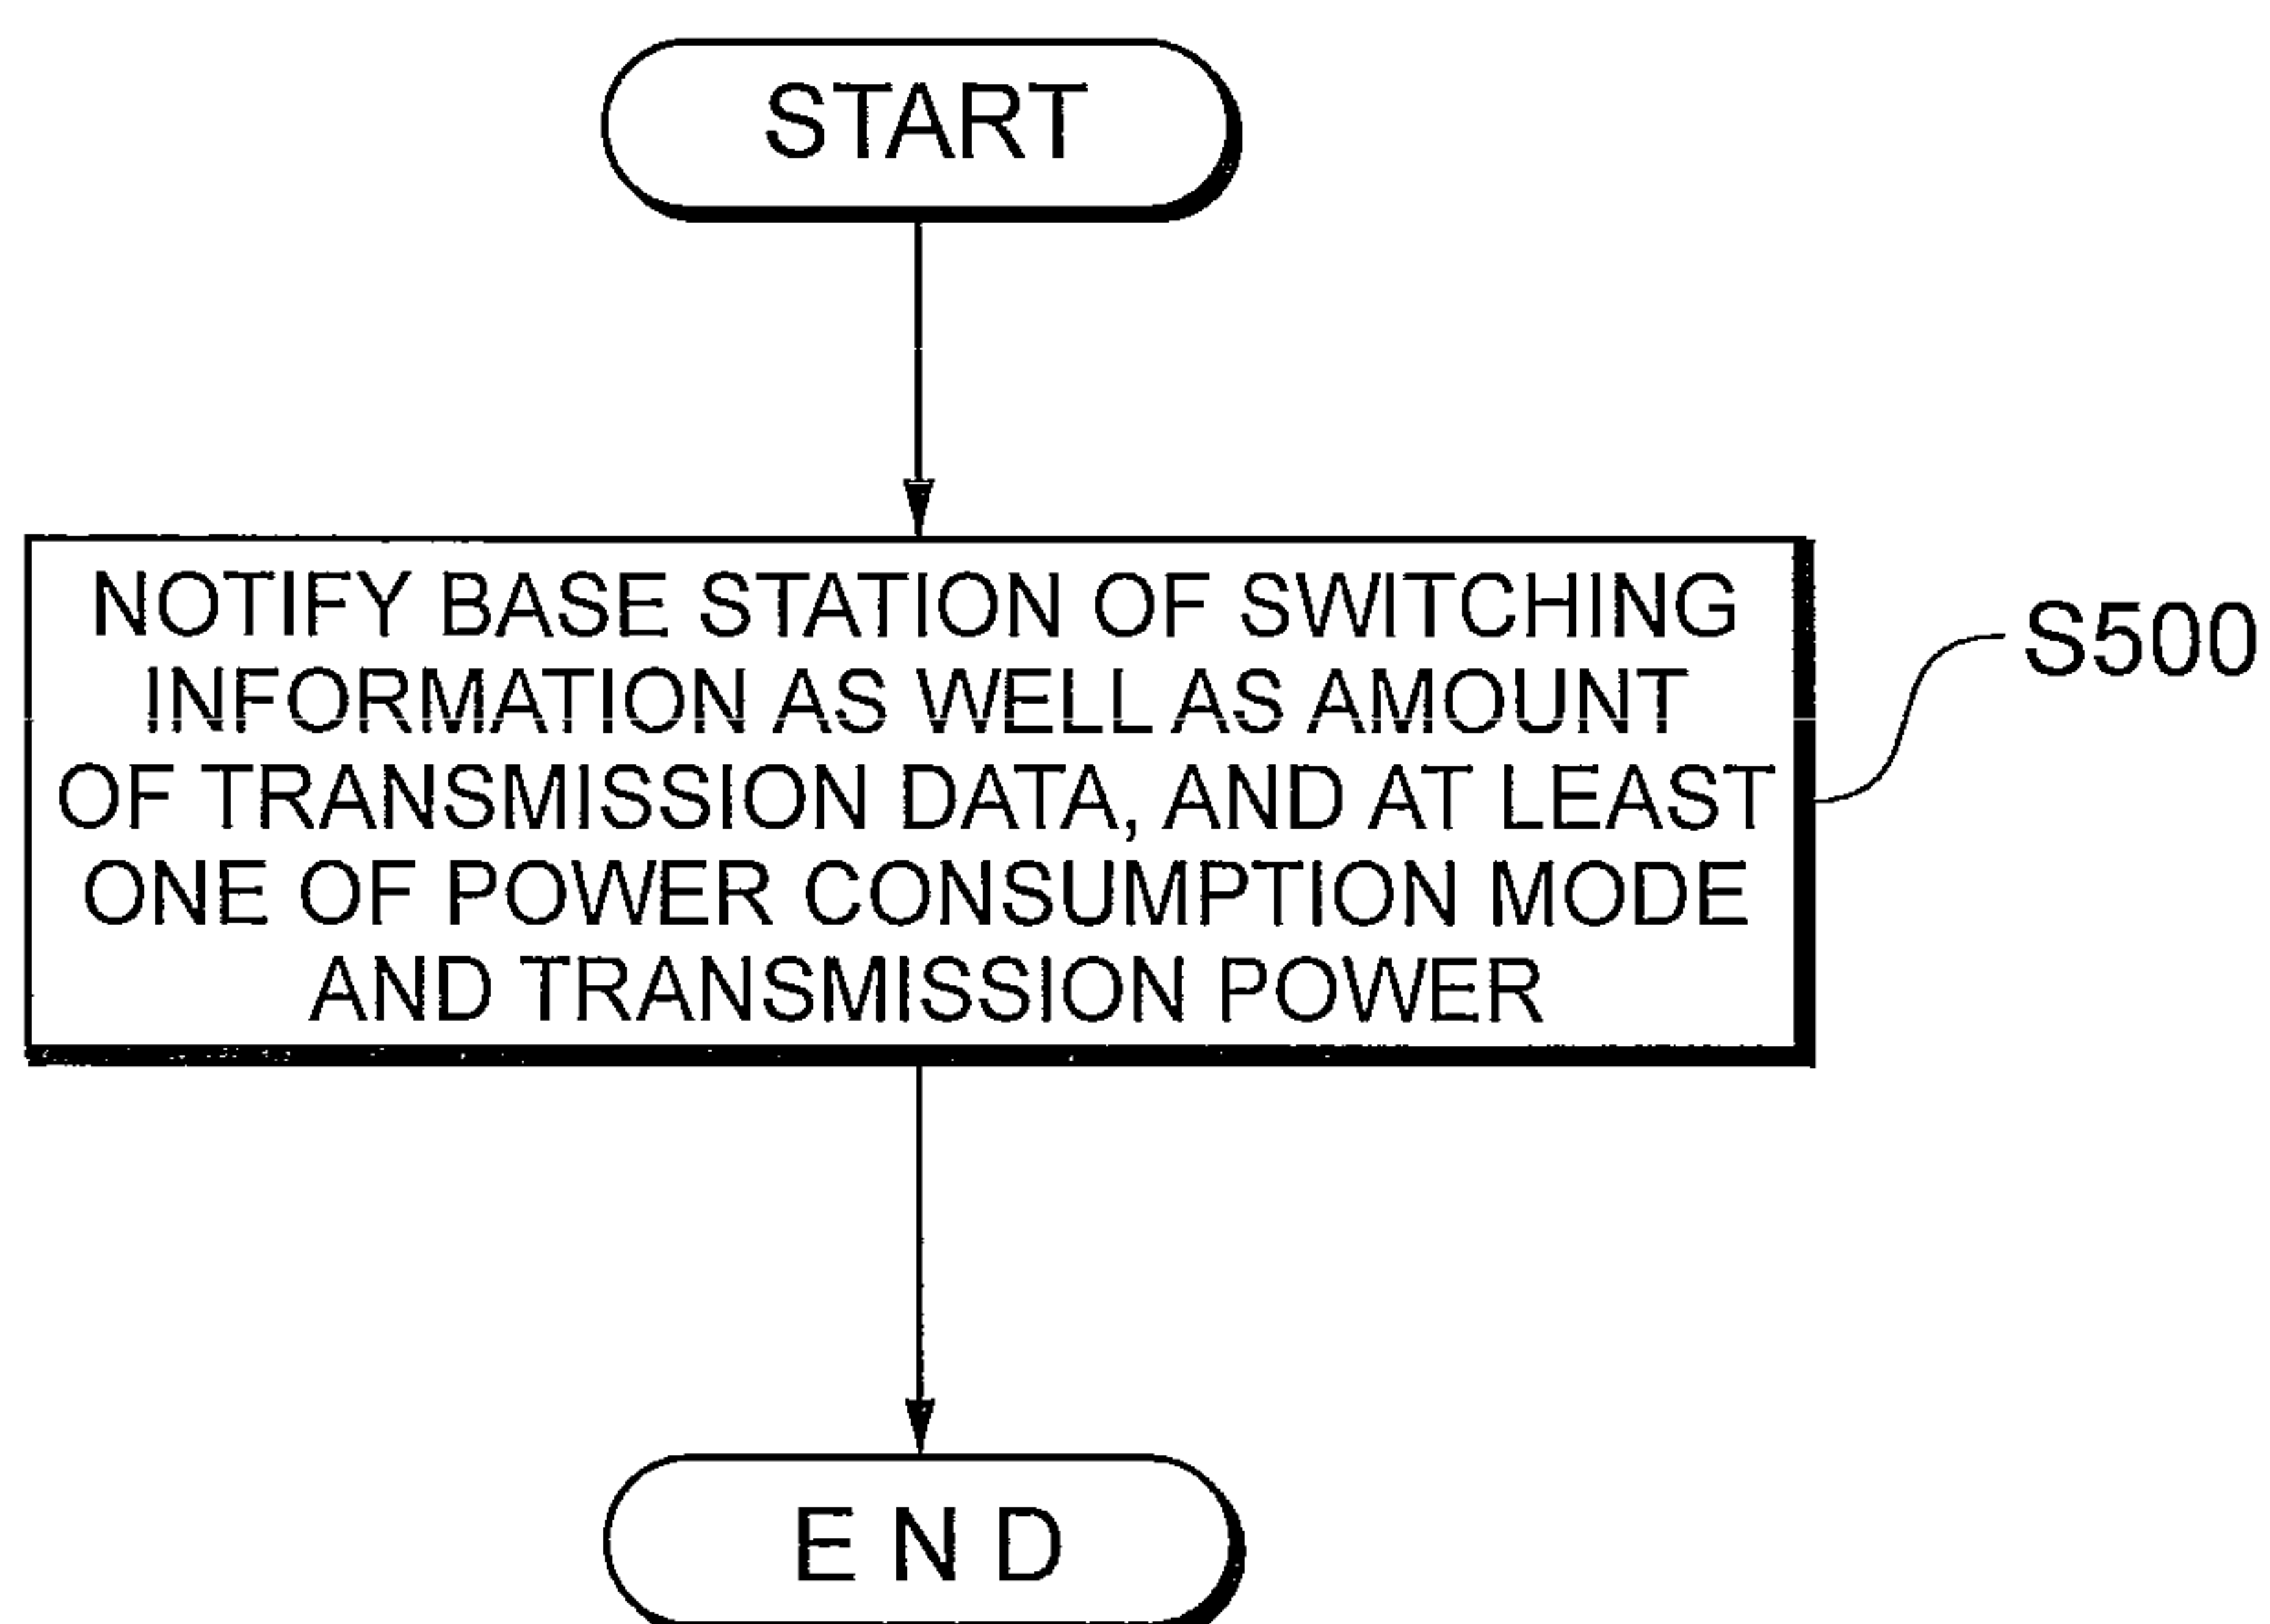 START
NOTIFY BASE STATION OF SWITCHING
INFORMATION AS WELL AS AMOUNT
OF TRANSMISSION DATA, AND AT LEAST
ONE OF POWER CONSUMPTION MODE
AND TRANSMISSION POWER
S500
END